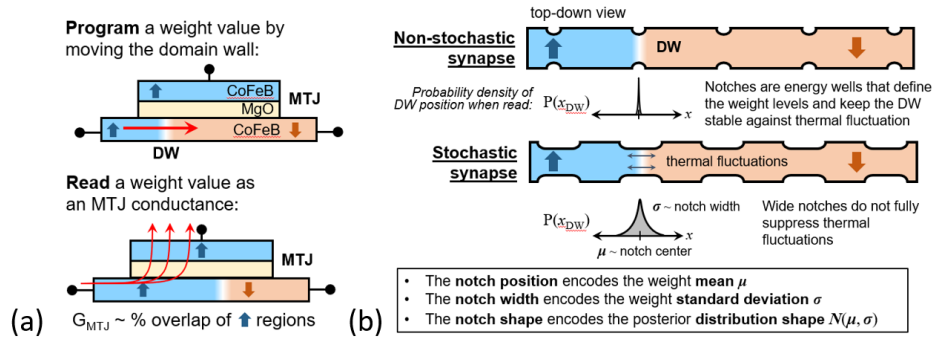 Program a weight value by
moving the domain wall:
CoFeB
MgO
MTJ
CoFeB
DW
Read a weight value as
an MTJ conductance:
MTJ
G_MTJ ~ % overlap of ⬆ regions
(a)
top-down view
Non-stochastic
synapse
DW
Probability density of
DW position when read:
P(x_DW)
x
Notches are energy wells that define
the weight levels and keep the DW
stable against thermal fluctuation
Stochastic
synapse
thermal fluctuations
P(x_DW)
σ ~ notch width
x
μ ~ notch center
Wide notches do not fully
suppress thermal
fluctuations
• The notch position encodes the weight mean μ
• The notch width encodes the weight standard deviation σ
• The notch shape encodes the posterior distribution shape N(μ, σ)
(b)